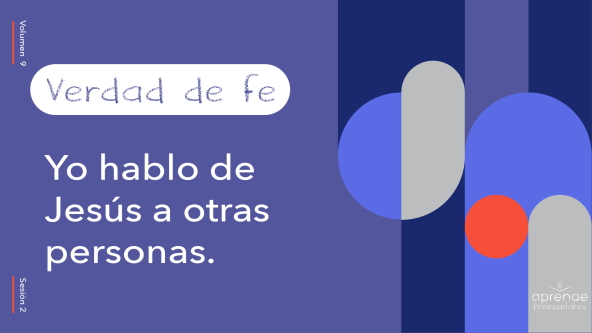 Volumen 9
Verdad de fe
Yo hablo de
Jesús a otras
personas.
Sesión 2
aprende
Preescolares